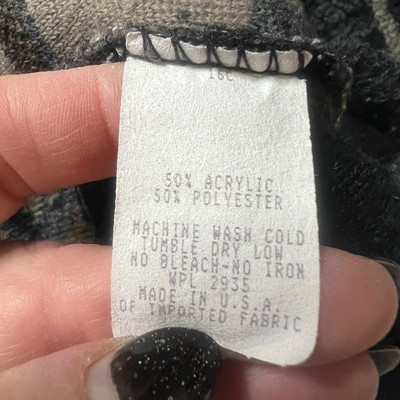 16C
50% ACRYLIC
50% POLYESTER
MACHINE WASH COLD
TUMBLE DRY LOW
NO BLEACH-NO IRON
WPL 2935
MADE IN U.S.A.
OF IMPORTED FABRIC